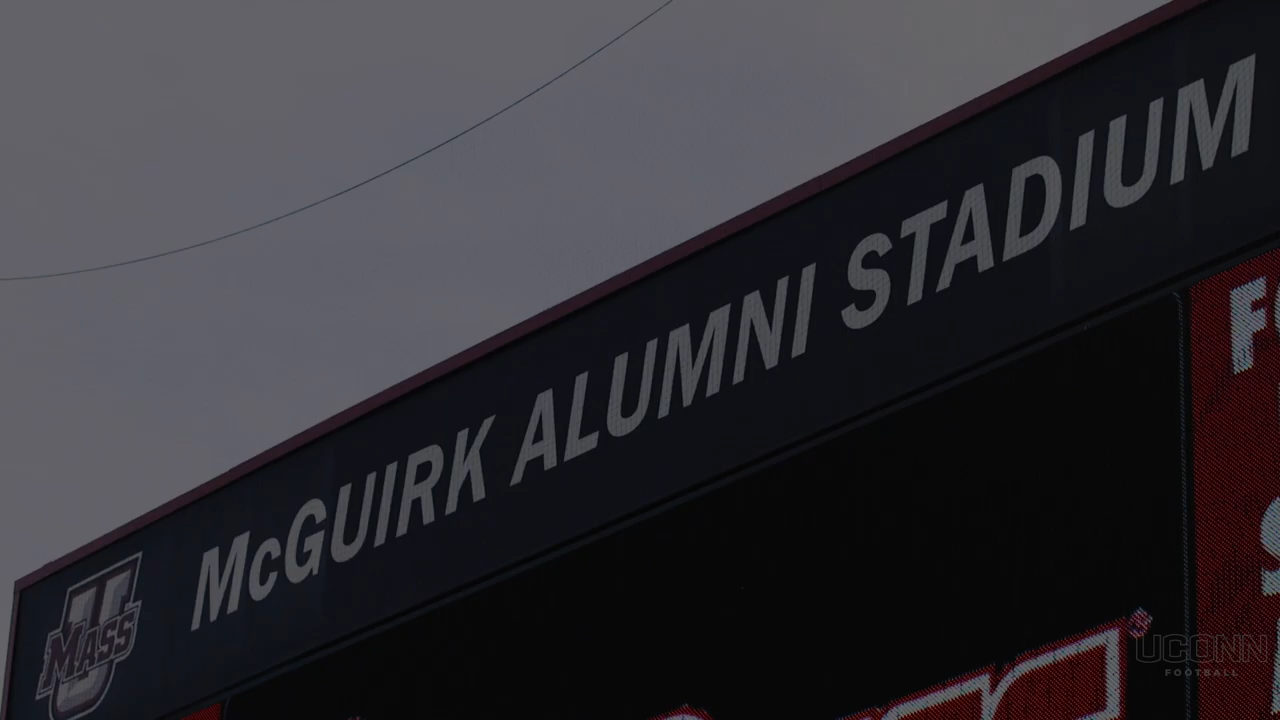 McGUIRK ALUMNI STADIUM
U
MASS
UCONN
FOOTBALL